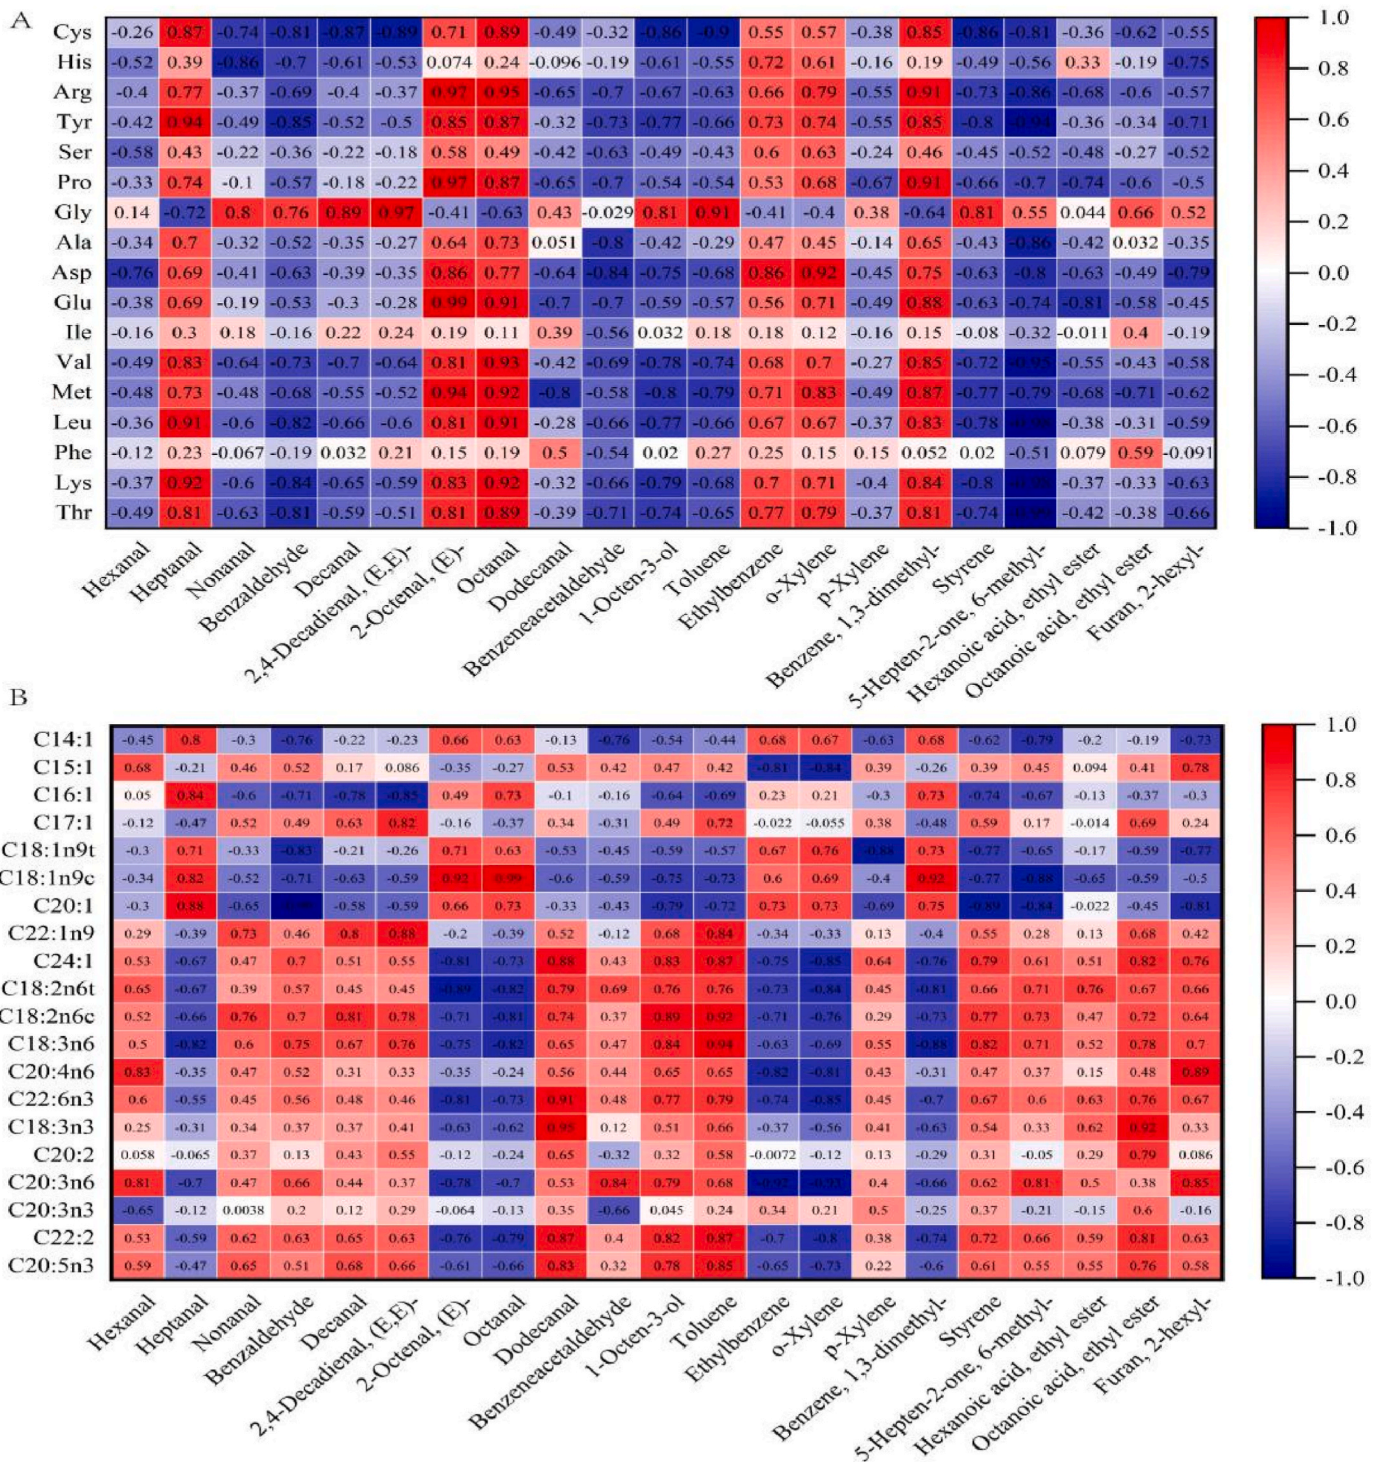 A
Cys -0.26 0.87 -0.74 -0.81 -0.87 -0.89 0.71 0.89 -0.49 -0.32 -0.86 -0.9 0.55 0.57 -0.38 0.85 -0.86 -0.81 -0.36 -0.62 -0.55
His -0.52 0.39 -0.86 -0.7 -0.61 -0.53 0.074 0.24 -0.096 -0.19 -0.61 -0.55 0.72 0.61 -0.16 0.19 -0.49 -0.56 0.33 -0.19 -0.75
Arg -0.4 0.77 -0.37 -0.69 -0.4 -0.37 0.97 0.95 -0.65 -0.7 -0.67 -0.63 0.66 0.79 -0.55 0.91 -0.73 -0.86 -0.68 -0.6 -0.57
Tyr -0.42 0.94 -0.49 -0.85 -0.52 -0.5 0.85 0.87 -0.32 -0.73 -0.77 -0.66 0.73 0.74 -0.55 0.85 -0.8 -0.94 -0.36 -0.34 -0.71
Ser -0.58 0.43 -0.22 -0.36 -0.22 -0.18 0.58 0.49 -0.42 -0.63 -0.49 -0.43 0.6 0.63 -0.24 0.46 -0.45 -0.52 -0.48 -0.27 -0.52
Pro -0.33 0.74 -0.1 -0.57 -0.18 -0.22 0.97 0.87 -0.65 -0.7 -0.54 -0.54 0.53 0.68 -0.67 0.91 -0.66 -0.7 -0.74 -0.6 -0.5
Gly 0.14 -0.72 0.8 0.76 0.89 0.97 -0.41 -0.63 0.43 -0.029 0.81 0.91 -0.41 -0.4 0.38 -0.64 0.81 0.55 0.044 0.66 0.52
Ala -0.34 0.7 -0.32 -0.52 -0.35 -0.27 0.64 0.73 0.051 -0.8 -0.42 -0.29 0.47 0.45 -0.14 0.65 -0.43 -0.86 -0.42 0.032 -0.35
Asp -0.76 0.69 -0.41 -0.63 -0.39 -0.35 0.86 0.77 -0.64 -0.84 -0.75 -0.68 0.86 0.92 -0.45 0.75 -0.63 -0.8 -0.63 -0.49 -0.79
Glu -0.38 0.69 -0.19 -0.53 -0.3 -0.28 0.99 0.91 -0.7 -0.7 -0.59 -0.57 0.56 0.71 -0.49 0.88 -0.63 -0.74 -0.81 -0.58 -0.45
Ile -0.16 0.3 0.18 -0.16 0.22 0.24 0.19 0.11 0.39 -0.56 0.032 0.18 0.18 0.12 -0.16 0.15 -0.08 -0.32 -0.011 0.4 -0.19
Val -0.49 0.83 -0.64 -0.73 -0.7 -0.64 0.81 0.93 -0.42 -0.69 -0.78 -0.74 0.68 0.7 -0.27 0.85 -0.72 -0.95 -0.55 -0.43 -0.58
Met -0.48 0.73 -0.48 -0.68 -0.55 -0.52 0.94 0.92 -0.8 -0.58 -0.8 -0.79 0.71 0.83 -0.49 0.87 -0.77 -0.79 -0.68 -0.71 -0.62
Leu -0.36 0.91 -0.6 -0.82 -0.66 -0.6 0.81 0.91 -0.28 -0.66 -0.77 -0.66 0.67 0.67 -0.37 0.83 -0.78 -0.38 -0.31 -0.59
Phe -0.12 0.23 -0.067 -0.19 0.032 0.21 0.15 0.19 0.5 -0.54 0.02 0.27 0.25 0.15 0.15 0.052 0.02 -0.51 0.079 0.59 -0.091
Lys -0.37 0.92 -0.6 -0.84 -0.65 -0.59 0.83 0.92 -0.32 -0.66 -0.79 -0.68 0.7 0.71 -0.4 0.84 -0.8 -0.37 -0.33 -0.63
Thr -0.49 0.81 -0.63 -0.81 -0.59 -0.51 0.81 0.89 -0.39 -0.71 -0.74 -0.65 0.77 0.79 -0.37 0.81 -0.74 -0.42 -0.38 -0.66
Hexanal
Heptanal
Nonanal
Benzaldehyde
Decanal
2,4-Decadienal, (E,E)-
2-Octenal, (E)-
Octanal
Dodecanal
Benzeneacetaldehyde
1-Octen-3-ol
Toluene
Ethylbenzene
o-Xylene
p-Xylene
Benzene, 1,3-dimethyl-
Styrene
5-Hepten-2-one, 6-methyl-
Hexanoic acid, ethyl ester
Octanoic acid, ethyl ester
Furan, 2-hexyl-
1.0
0.8
0.6
0.4
0.2
0.0
-0.2
-0.4
-0.6
-0.8
-1.0
B
C14:1 -0.45 0.8 -0.3 -0.76 -0.22 -0.23 0.66 0.63 -0.13 -0.76 -0.54 -0.44 0.68 0.67 -0.63 0.68 -0.62 -0.79 -0.2 -0.19 -0.73
C15:1 0.68 -0.21 0.46 0.52 0.17 0.086 -0.35 -0.27 0.53 0.42 0.47 0.42 -0.81 -0.84 0.39 -0.26 0.39 0.45 0.094 0.41 0.78
C16:1 0.05 0.84 -0.6 -0.71 -0.78 -0.85 0.49 0.73 -0.1 -0.16 -0.64 -0.69 0.23 0.21 -0.3 0.73 -0.74 -0.67 -0.13 -0.37 -0.3
C17:1 -0.12 -0.47 0.52 0.49 0.63 0.82 -0.16 -0.37 0.34 -0.31 0.49 0.72 -0.022 -0.055 0.38 -0.48 0.59 0.17 -0.014 0.69 0.24
C18:1n9t -0.3 0.71 -0.33 -0.83 -0.21 -0.26 0.71 0.63 -0.53 -0.45 -0.59 -0.57 0.67 0.76 -0.88 0.73 -0.77 -0.65 -0.17 -0.59 -0.77
C18:1n9c -0.34 0.82 -0.52 -0.71 -0.63 -0.59 0.92 0.99 -0.6 -0.59 -0.75 -0.73 0.6 0.69 -0.4 0.92 -0.77 -0.88 -0.65 -0.59 -0.5
C20:1 -0.3 0.88 -0.65 -0.58 -0.59 0.66 0.73 -0.33 -0.43 -0.79 -0.72 0.73 0.73 -0.69 0.75 -0.89 -0.84 -0.022 -0.45 -0.81
C22:1n9 0.29 -0.39 0.73 0.46 0.8 0.88 -0.2 -0.39 0.52 -0.12 0.68 0.84 -0.34 -0.33 0.13 -0.4 0.55 0.28 0.13 0.68 0.42
C24:1 0.53 -0.67 0.47 0.7 0.51 0.55 -0.81 -0.73 0.88 0.43 0.83 0.87 -0.75 -0.85 0.64 -0.76 0.79 0.61 0.51 0.82 0.76
C18:2n6t 0.65 -0.67 0.39 0.57 0.45 0.45 -0.89 -0.82 0.79 0.69 0.76 0.76 -0.73 -0.84 0.45 -0.81 0.66 0.71 0.76 0.67 0.66
C18:2n6c 0.52 -0.66 0.76 0.7 0.81 0.78 -0.71 -0.81 0.74 0.37 0.89 0.92 -0.71 -0.76 0.29 -0.73 0.77 0.73 0.47 0.72 0.64
C18:3n6 0.5 -0.82 0.6 0.75 0.67 0.76 -0.75 -0.82 0.65 0.47 0.84 0.94 -0.63 -0.69 0.55 -0.88 0.82 0.71 0.52 0.78 0.7
C20:4n6 0.83 -0.35 0.47 0.52 0.31 0.33 -0.35 -0.24 0.56 0.44 0.65 0.65 -0.82 -0.81 0.43 -0.31 0.47 0.37 0.15 0.48 0.89
C22:6n3 0.6 -0.55 0.45 0.56 0.48 0.46 -0.81 -0.73 0.91 0.48 0.77 0.79 -0.74 -0.85 0.45 -0.7 0.67 0.6 0.63 0.76 0.67
C18:3n3 0.25 -0.31 0.34 0.37 0.37 0.41 -0.63 -0.62 0.95 0.12 0.51 0.66 -0.37 -0.56 0.41 -0.63 0.54 0.33 0.62 0.92 0.33
C20:2 0.058 -0.065 0.37 0.13 0.43 0.55 -0.12 -0.24 0.65 -0.32 0.32 0.58 -0.0072 -0.12 0.13 -0.29 0.31 -0.05 0.29 0.79 0.086
C20:3n6 0.81 -0.7 0.47 0.66 0.44 0.37 -0.78 -0.7 0.53 0.84 0.79 0.68 -0.92 -0.93 0.4 -0.66 0.62 0.81 0.5 0.38 0.85
C20:3n3 -0.65 -0.12 0.0038 0.2 0.12 0.29 -0.064 -0.13 0.35 -0.66 0.045 0.24 0.34 0.21 0.5 -0.25 0.37 -0.21 -0.15 0.6 -0.16
C22:2 0.53 -0.59 0.62 0.63 0.65 0.63 -0.76 -0.79 0.87 0.4 0.82 0.87 -0.7 -0.8 0.38 -0.74 0.72 0.66 0.59 0.81 0.63
C20:5n3 0.59 -0.47 0.65 0.51 0.68 0.66 -0.61 -0.66 0.83 0.32 0.78 0.85 -0.65 -0.73 0.22 -0.6 0.61 0.55 0.55 0.76 0.58
Hexanal
Heptanal
Nonanal
Benzaldehyde
Decanal
2,4-Decadienal, (E,E)-
2-Octenal, (E)-
Octanal
Dodecanal
Benzeneacetaldehyde
1-Octen-3-ol
Toluene
Ethylbenzene
o-Xylene
p-Xylene
Benzene, 1,3-dimethyl-
Styrene
5-Hepten-2-one, 6-methyl-
Hexanoic acid, ethyl ester
Octanoic acid, ethyl ester
Furan, 2-hexyl-
1.0
0.8
0.6
0.4
0.2
0.0
-0.2
-0.4
-0.6
-0.8
-1.0